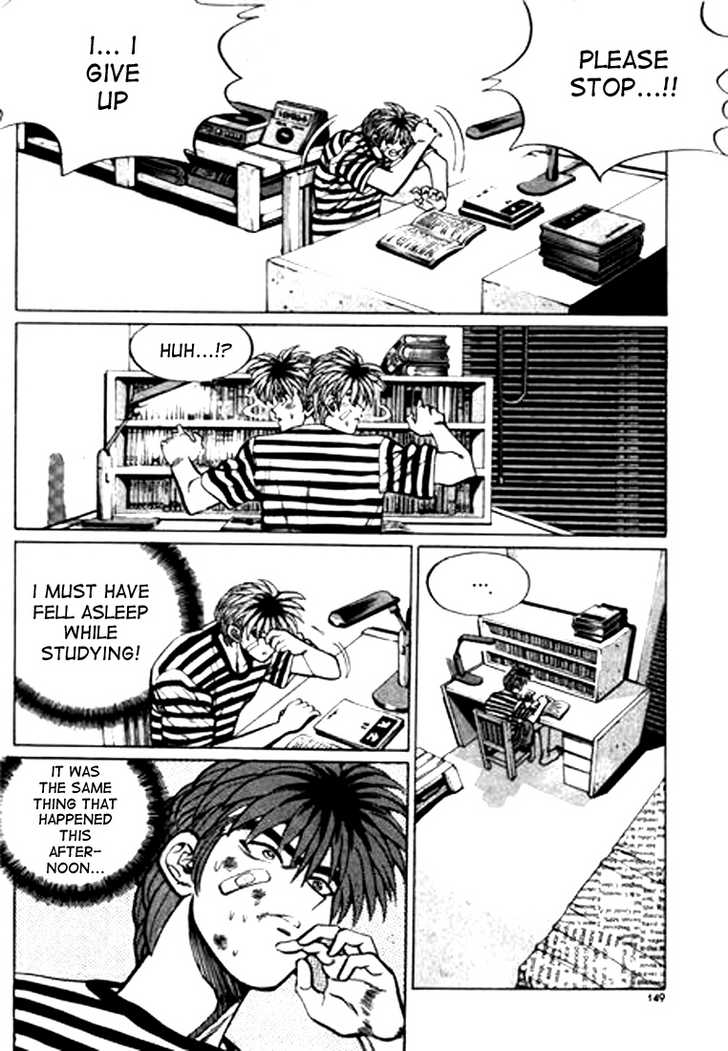 I... I
GIVE
UP
PLEASE
STOP...!!
HUH...!?
I MUST HAVE
FELL ASLEEP
WHILE
STUDYING!
...
IT WAS
THE SAME
THING THAT
HAPPENED
THIS
AFTER-
NOON...
149